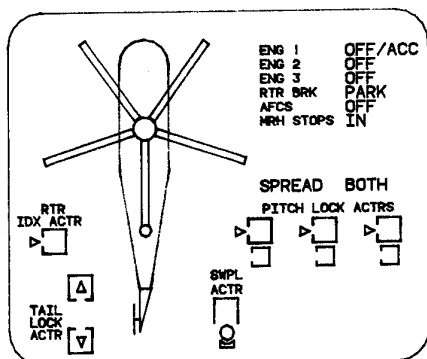 ENG 1 OFF/ACC
ENG 2 OFF
ENG 3 OFF
RTR BRK PARK
AFCS OFF
MRH STOPS IN
SPREAD BOTH
PITCH LOCK ACTRS
RTR
IDX ACTR
SWPL
ACTR
TAIL
LOCK
ACTR